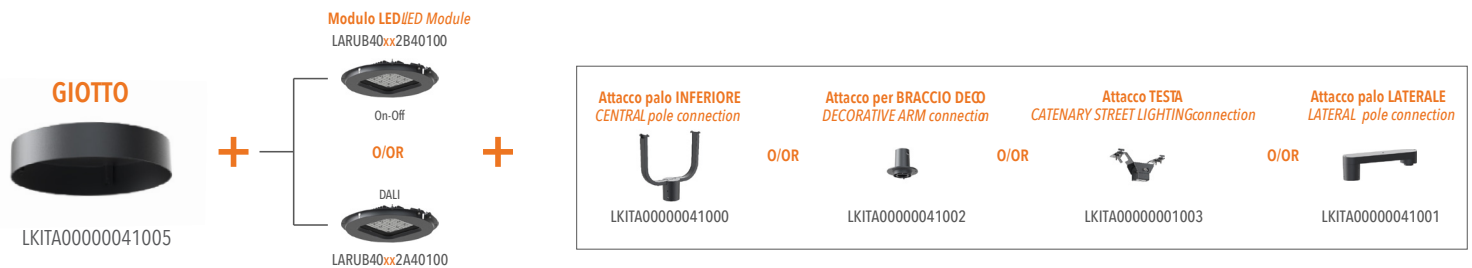 GIOTTO
LKITA00000041005
+
Modulo LED/LED Module
LARUB40xx2B40100
On-Off
O/OR
DALI
LARUB40xx2A40100
+
Attacco palo INFERIORE
CENTRAL pole connection
LKITA00000041000
O/OR
Attacco per BRACCIO DECO
DECORATIVE ARM connection
LKITA00000041002
O/OR
Attacco TESTA
CATENARY STREET LIGHTING connection
LKITA00000001003
O/OR
Attacco palo LATERALE
LATERAL pole connection
LKITA00000041001